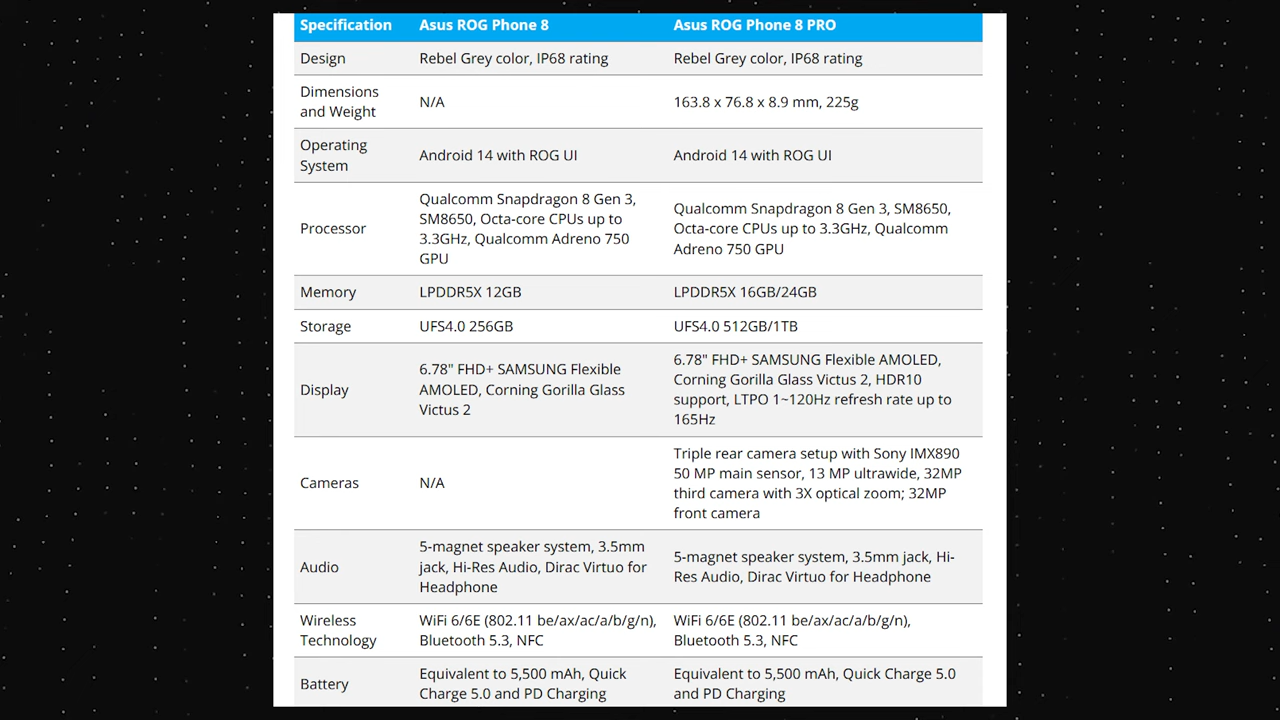 Specification Asus ROG Phone 8 Asus ROG Phone 8 PRO
Design Rebel Grey color, IP68 rating Rebel Grey color, IP68 rating
Dimensions
and Weight
N/A
163.8 x 76.8 x 8.9 mm, 225g
Operating
System
Android 14 with ROG UI
Android 14 with ROG UI
Processor
Qualcomm Snapdragon 8 Gen 3,
SM8650, Octa-core CPUs up to
3.3GHz, Qualcomm Adreno 750
GPU
Qualcomm Snapdragon 8 Gen 3, SM8650,
Octa-core CPUs up to 3.3GHz, Qualcomm
Adreno 750 GPU
Memory LPDDR5X 12GB LPDDR5X 16GB/24GB
Storage UFS4.0 256GB UFS4.0 512GB/1TB
Display
6.78" FHD+ SAMSUNG Flexible
AMOLED, Corning Gorilla Glass
Victus 2
6.78" FHD+ SAMSUNG Flexible AMOLED,
Corning Gorilla Glass Victus 2, HDR10
support, LTPO 1~120Hz refresh rate up to
165Hz
Cameras
N/A
Triple rear camera setup with Sony IMX890
50 MP main sensor, 13 MP ultrawide, 32MP
third camera with 3X optical zoom; 32MP
front camera
Audio
5-magnet speaker system, 3.5mm
jack, Hi-Res Audio, Dirac Virtuo for
Headphone
5-magnet speaker system, 3.5mm jack, Hi-
Res Audio, Dirac Virtuo for Headphone
Wireless
Technology
WiFi 6/6E (802.11 be/ax/ac/a/b/g/n),
Bluetooth 5.3, NFC
WiFi 6/6E (802.11 be/ax/ac/a/b/g/n),
Bluetooth 5.3, NFC
Battery
Equivalent to 5,500 mAh, Quick
Charge 5.0 and PD Charging
Equivalent to 5,500 mAh, Quick Charge 5.0
and PD Charging